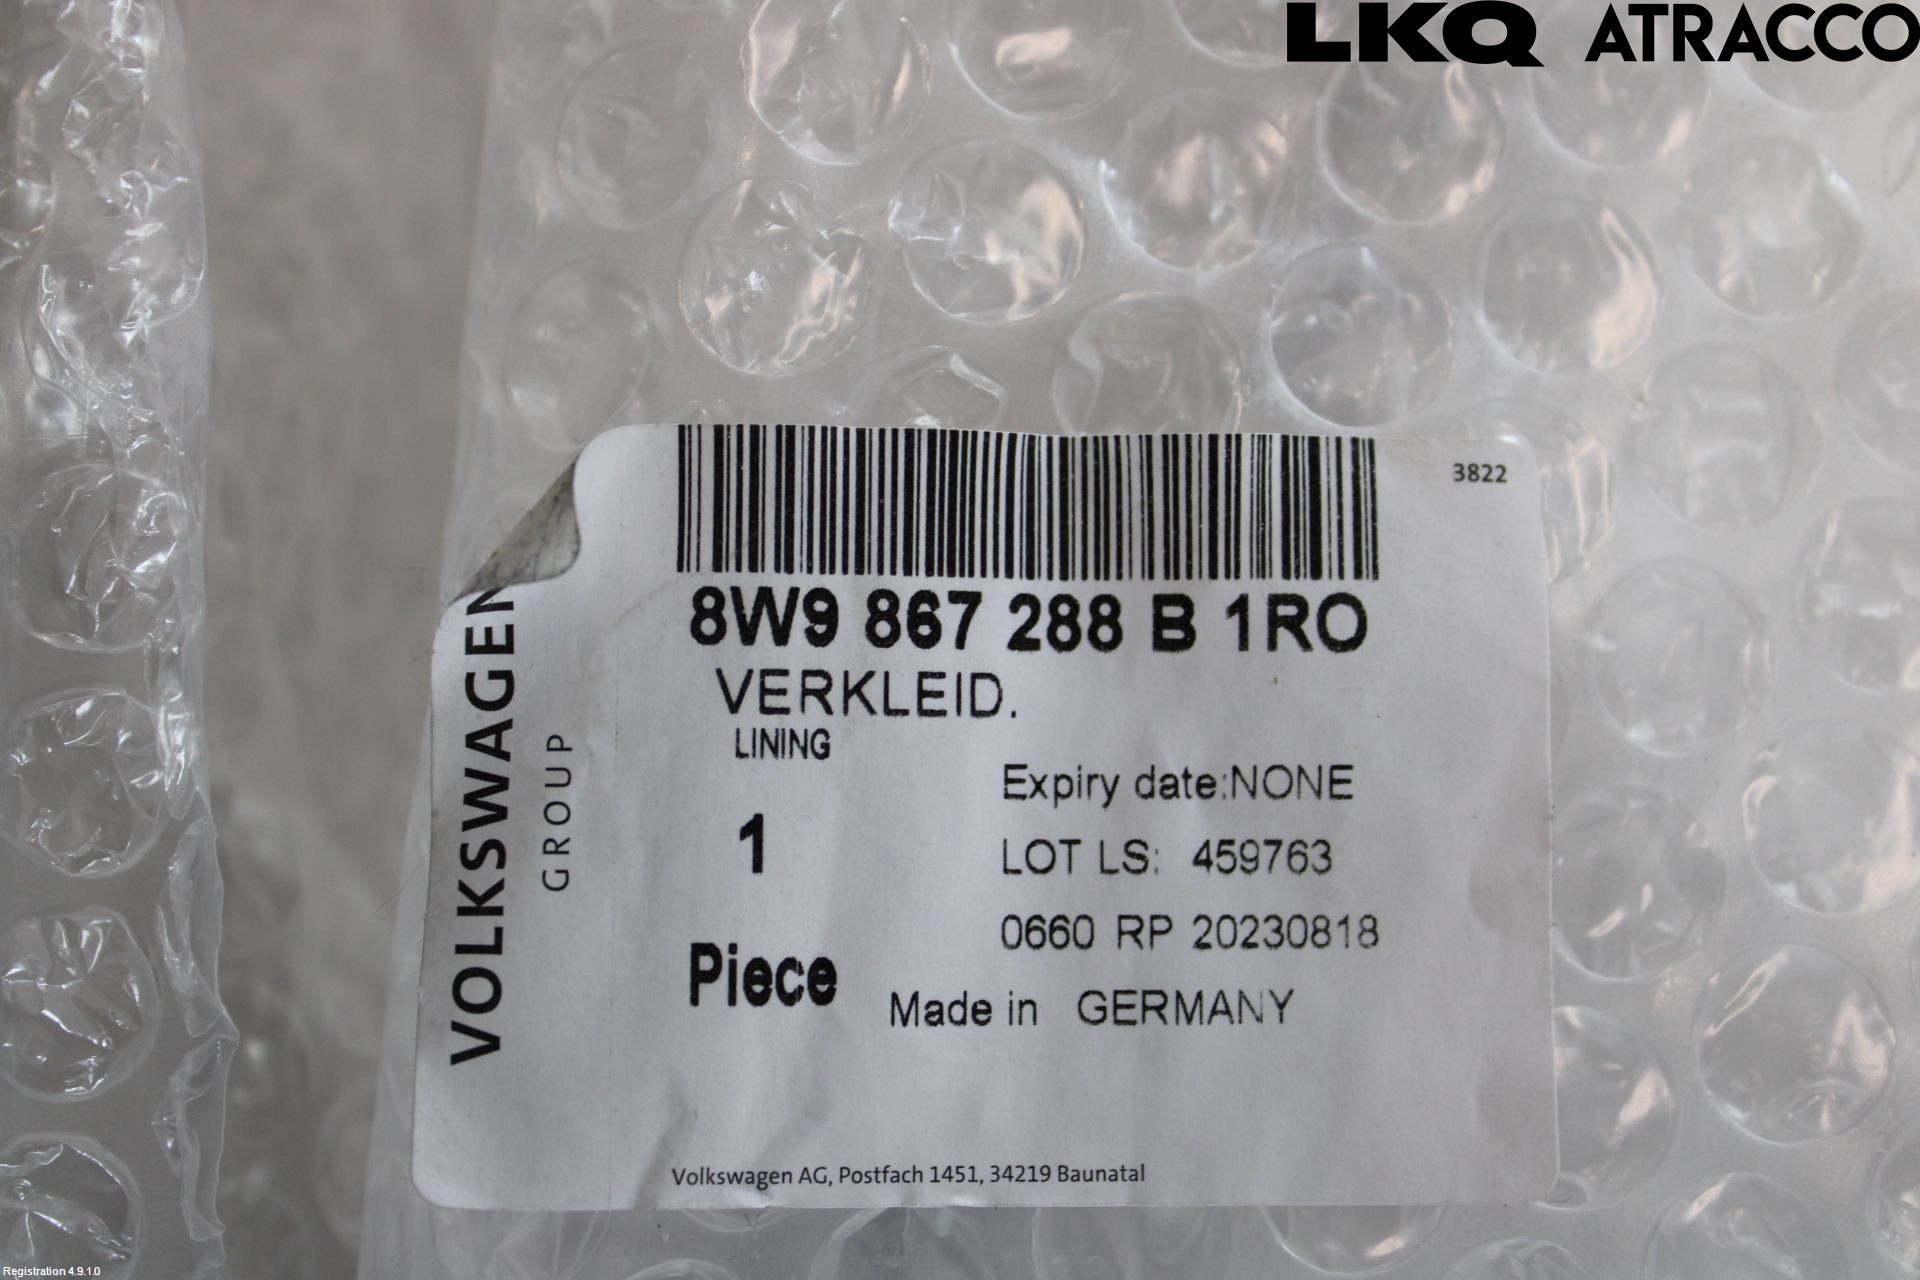 LKQ ATRACCO
3822
8W9 867 288 B 1RO
VERKLEID.
LINING
Expiry date:NONE
1
LOT LS: 459763
0660 RP 20230818
Piece
Made in GERMANY
VOLKSWAGEN
GROUP
Volkswagen AG, Postfach 1451, 34219 Baunatal
Registration 4.9.1.0